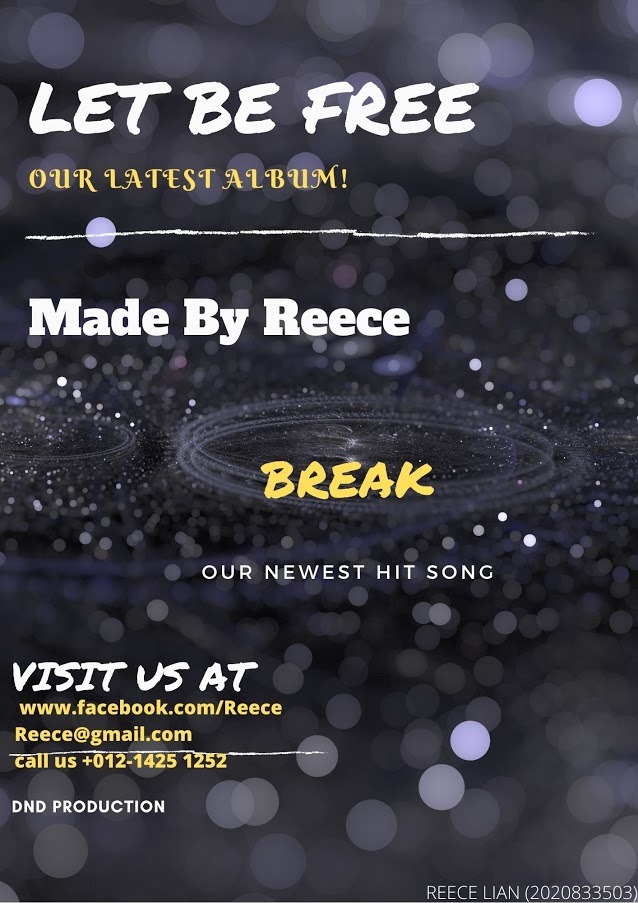 LET BE FREE
OUR LATEST ALBUM!
Made By Reece
BREAK
OUR NEWEST HIT SONG
VISIT US AT
www.facebook.com/Reece
Reece@gmail.com
call us +012-1425 1252
DND PRODUCTION
REECE LIAN (2020833503)